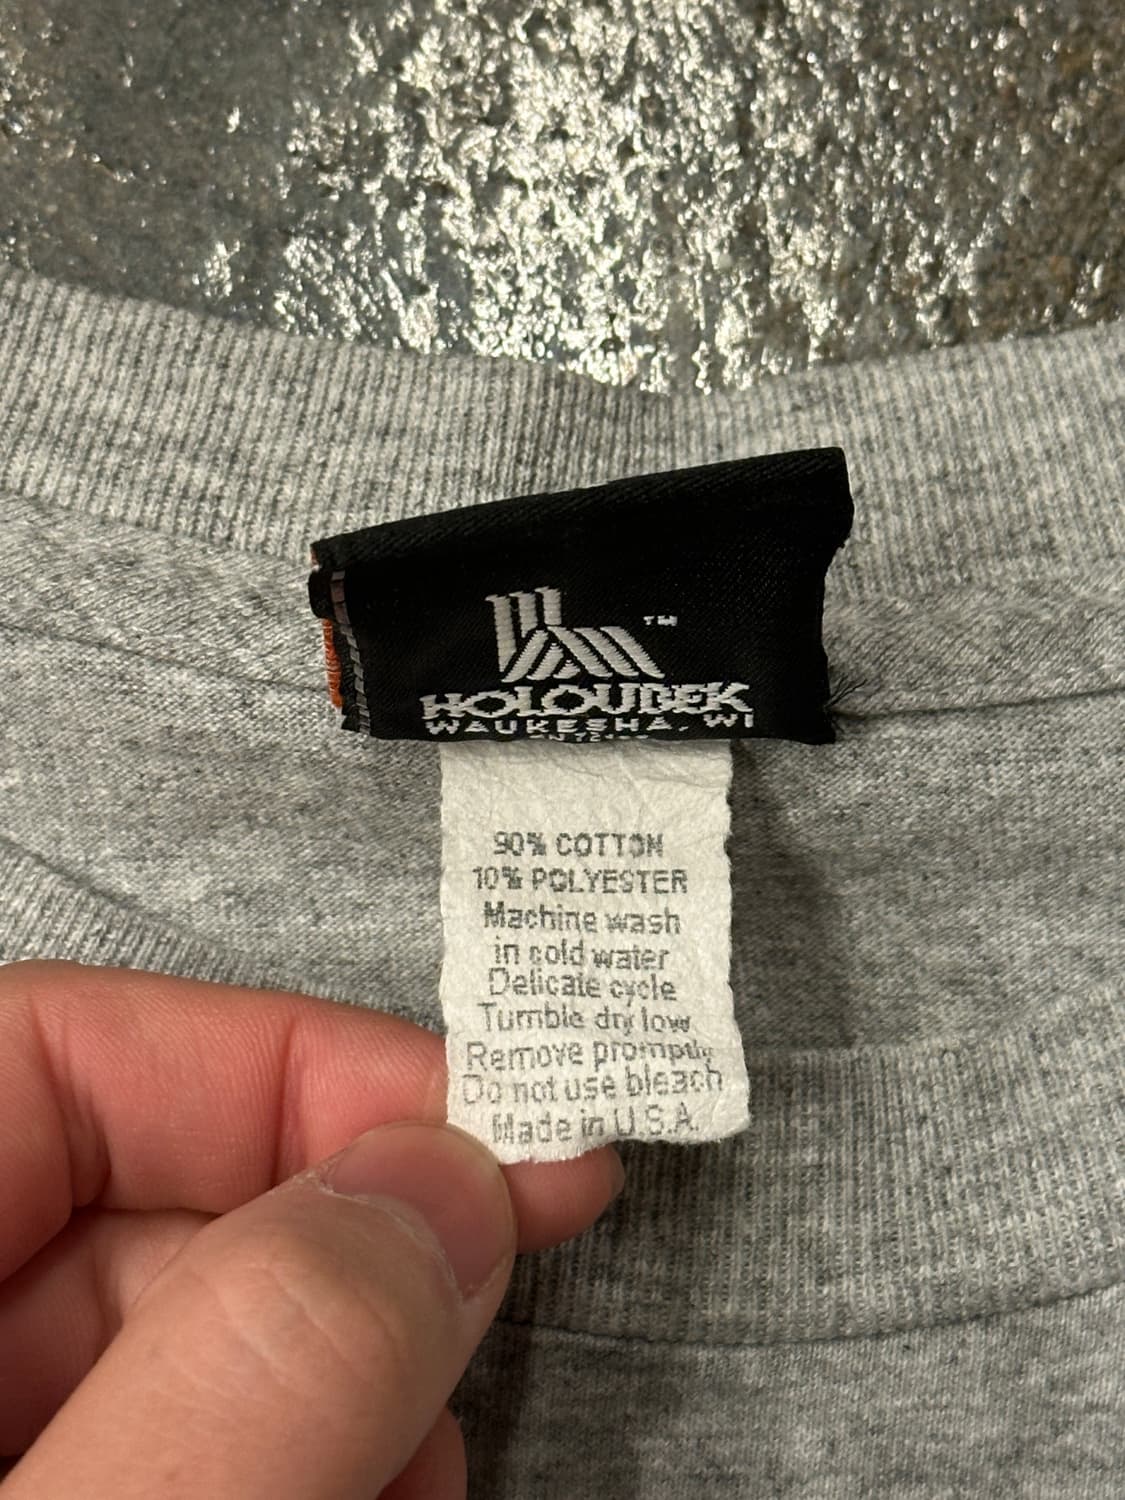 ™
HOLOUBEK
WAUKESHA, WI
90% COTTON
10% POLYESTER
Machine wash
in cold water
Delicate cycle
Tumble dry low
Remove promptly
Do not use bleach
Made in U.S.A.